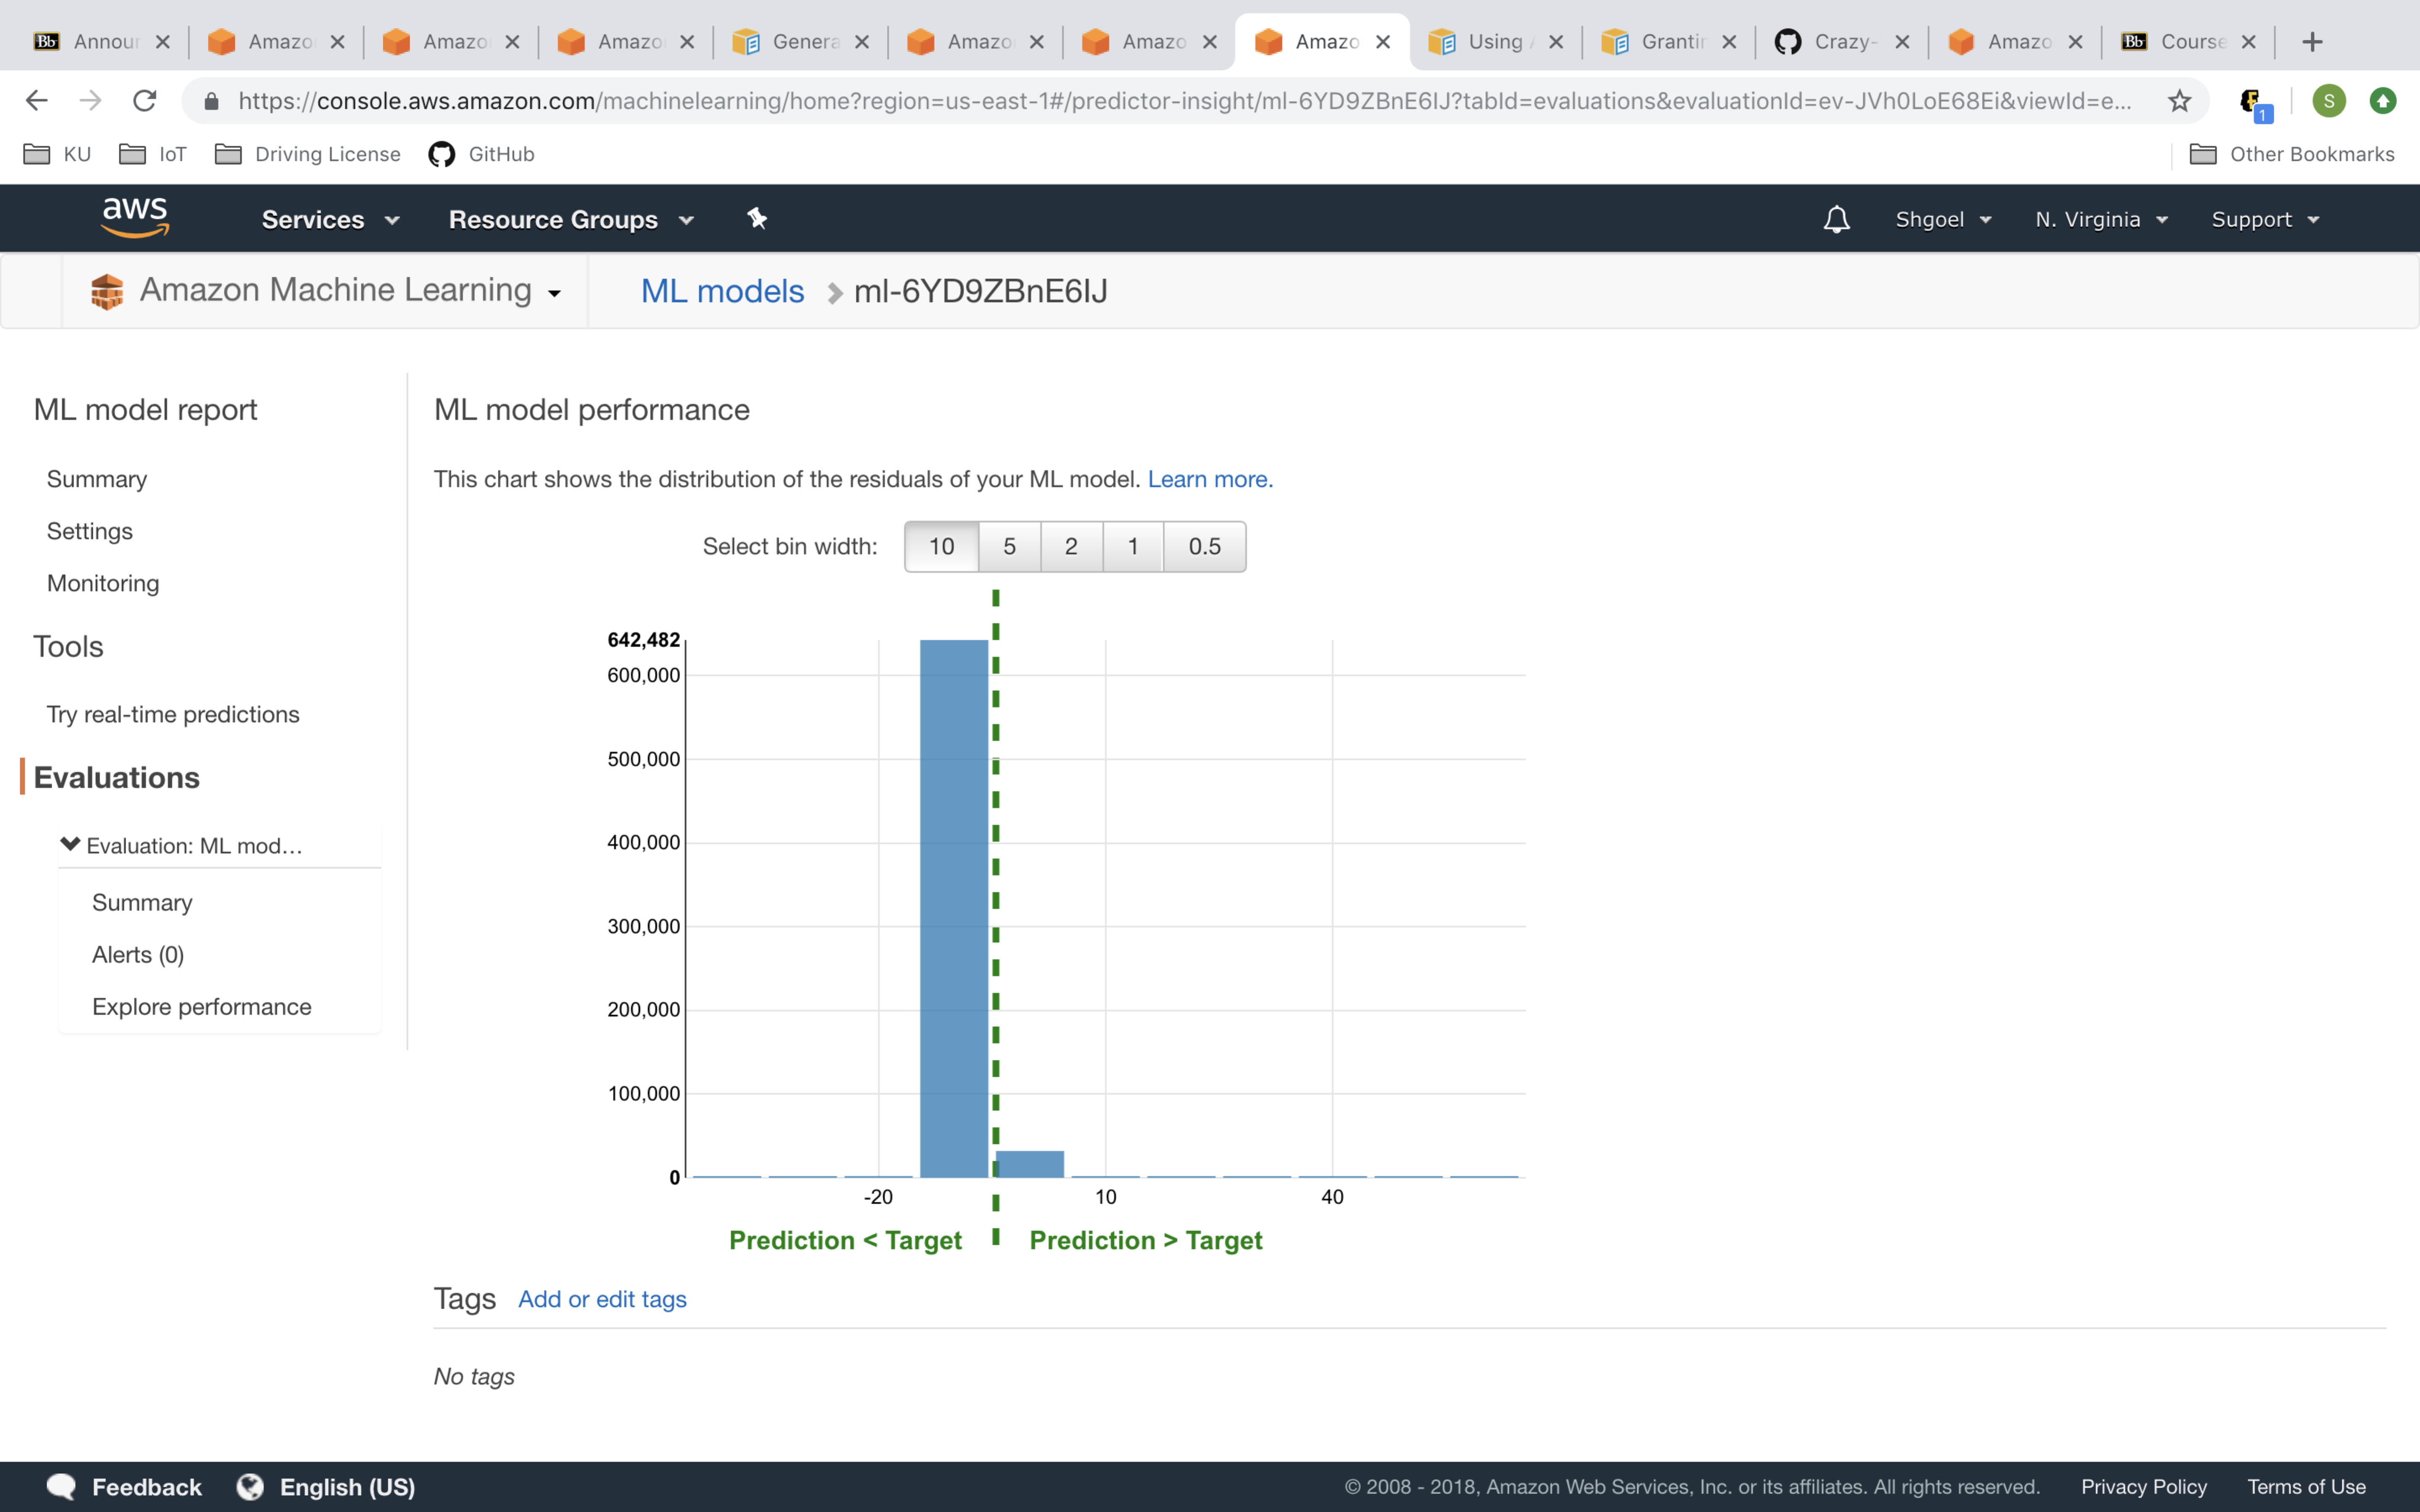 Bb Annou Amazo Amazo Amazo Genera Amazo Amazo Amazo Using Grantin Crazy- Amazo Bb Course
https://console.aws.amazon.com/machinelearning/home?region=us-east-1#/predictor-insight/ml-6YD9ZBnE6IJ?tabId=evaluations&evaluationId=ev-JVh0LoE68Ei&viewId=e... 1 S
KU IoT Driving License GitHub Other Bookmarks
aws Services Resource Groups Shgoel N. Virginia Support
Amazon Machine Learning ML models ml-6YD9ZBnE6IJ
ML model report
Summary
Settings
Monitoring
Tools
Try real-time predictions
Evaluations
Evaluation: ML mod...
Summary
Alerts (0)
Explore performance
ML model performance
This chart shows the distribution of the residuals of your ML model. Learn more.
Select bin width: 10 5 2 1 0.5
642,482
600,000
500,000
400,000
300,000
200,000
100,000
0
-20 10 40
Prediction < Target Prediction > Target
Tags Add or edit tags
No tags
Feedback English (US) © 2008 - 2018, Amazon Web Services, Inc. or its affiliates. All rights reserved. Privacy Policy Terms of Use